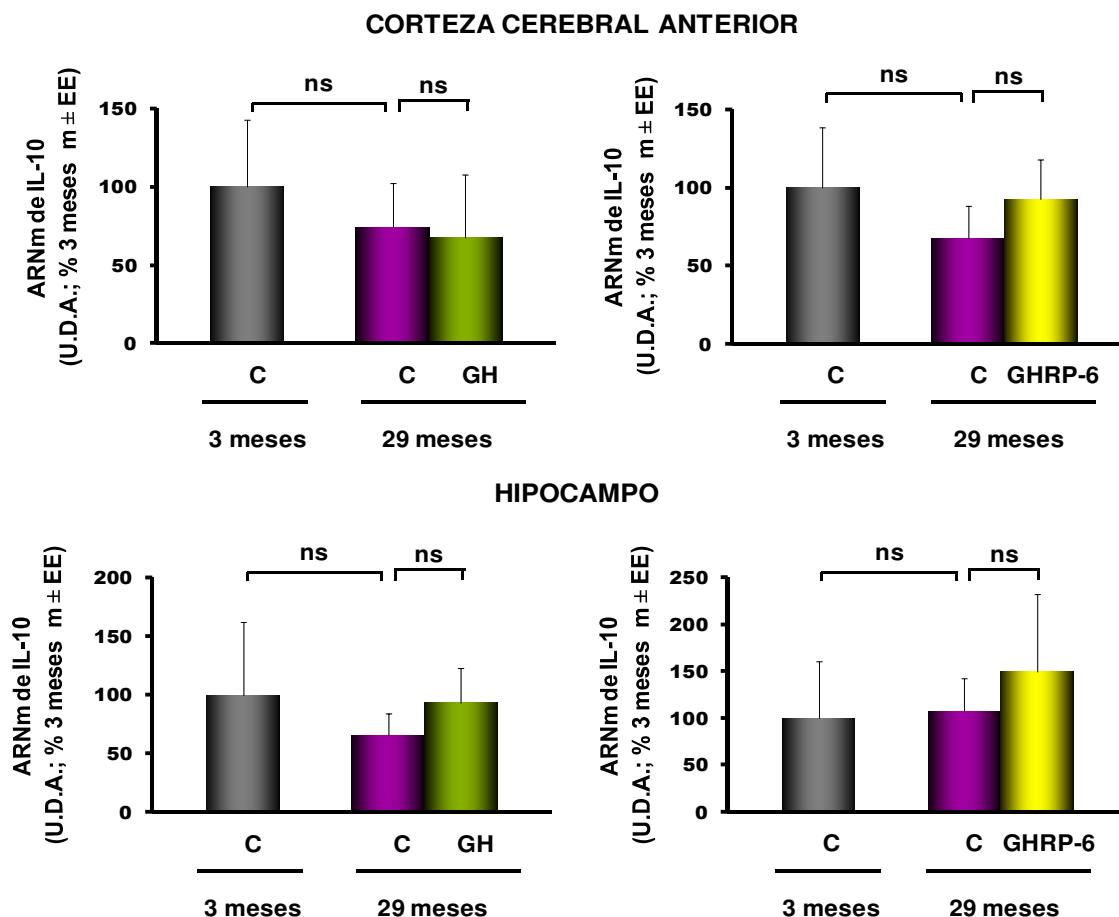 CORTEZA CEREBRAL ANTERIOR
ARNm de IL-10
(U.D.A.; % 3 meses m ± EE)
150
100
50
0
ns
ns
C
C
GH
3 meses
29 meses
ARNm de IL-10
(U.D.A.; % 3 meses m ± EE)
150
100
50
0
ns
ns
C
C
GHRP-6
3 meses
29 meses
HIPOCAMPO
ARNm de IL-10
(U.D.A.; % 3 meses m ± EE)
200
150
100
50
0
ns
ns
C
C
GH
3 meses
29 meses
ARNm de IL-10
(U.D.A.; % 3 meses m ± EE)
250
200
150
100
50
0
ns
ns
C
C
GHRP-6
3 meses
29 meses